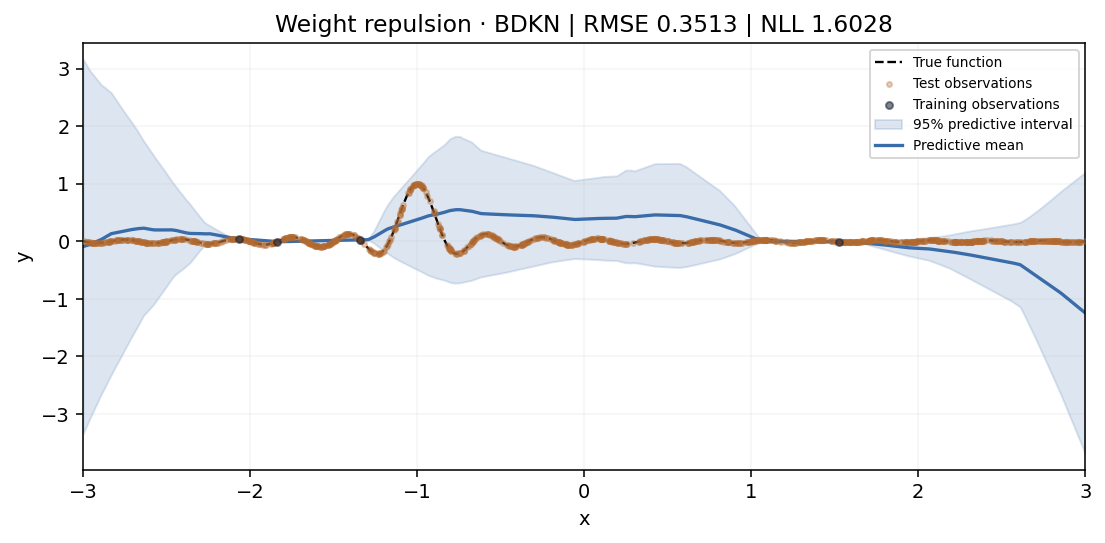 Weight repulsion · BDKN | RMSE 0.3513 | NLL 1.6028
True function
Test observations
Training observations
95% predictive interval
Predictive mean
y
3
2
1
0
−1
−2
−3
−3
−2
−1
0
1
2
3
x